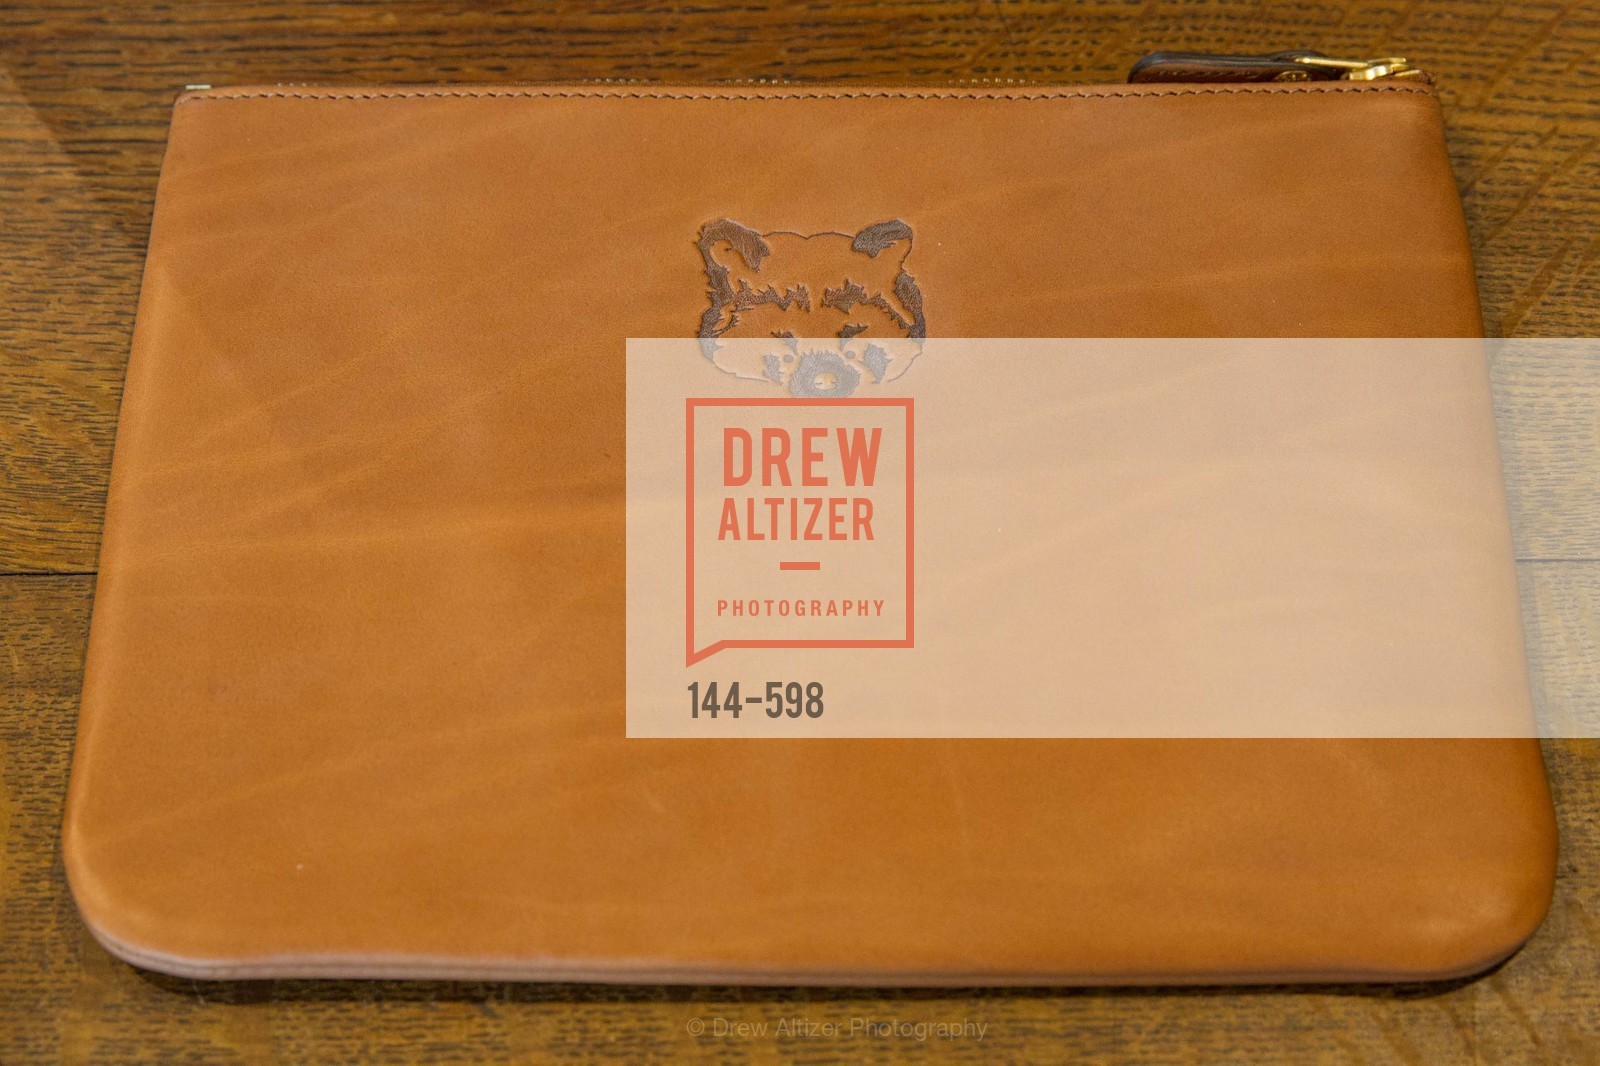 DREW
ALTIZER
PHOTOGRAPHY
144-598
© Drew Altizer Photography